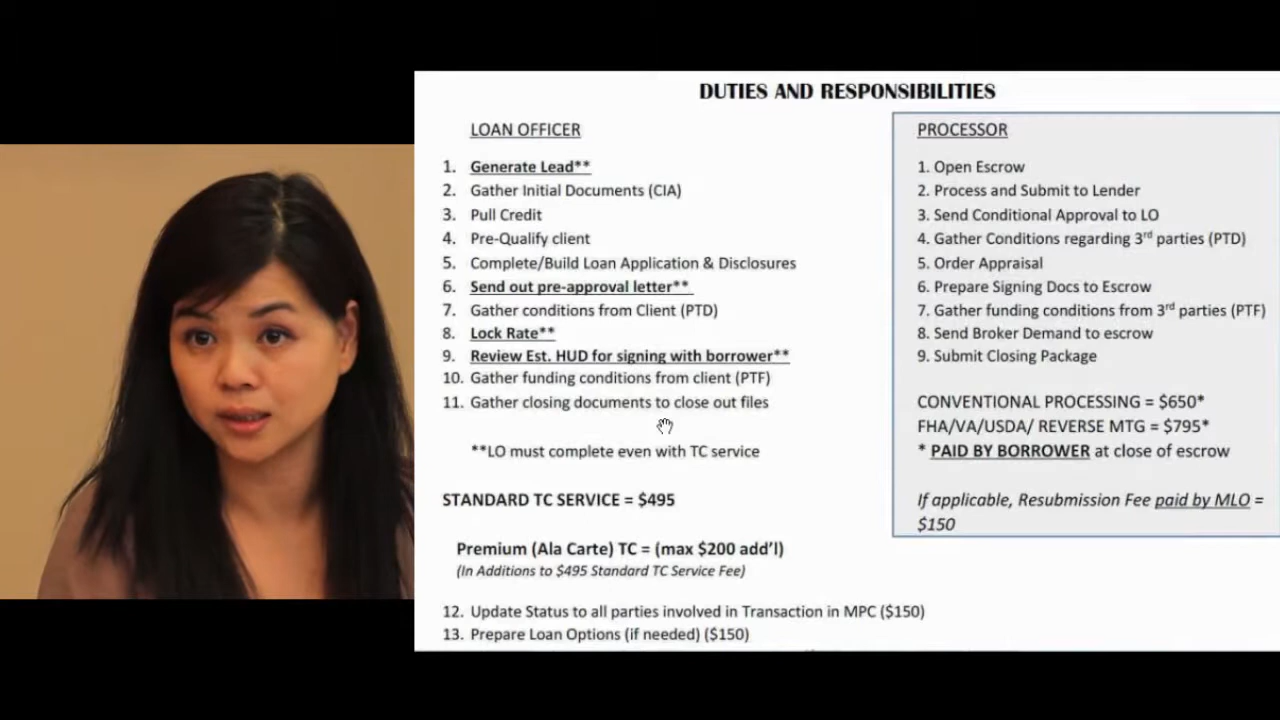 DUTIES AND RESPONSIBILITIES
LOAN OFFICER
1. Generate Lead**
2. Gather Initial Documents (CIA)
3. Pull Credit
4. Pre-Qualify client
5. Complete/Build Loan Application & Disclosures
6. Send out pre-approval letter**
7. Gather conditions from Client (PTD)
8. Lock Rate**
9. Review Est. HUD for signing with borrower**
10. Gather funding conditions from client (PTF)
11. Gather closing documents to close out files
**LO must complete even with TC service
STANDARD TC SERVICE = $495
Premium (Ala Carte) TC = (max $200 add'l)
(In Additions to $495 Standard TC Service Fee)
12. Update Status to all parties involved in Transaction in MPC ($150)
13. Prepare Loan Options (if needed) ($150)
PROCESSOR
1. Open Escrow
2. Process and Submit to Lender
3. Send Conditional Approval to LO
4. Gather Conditions regarding 3rd parties (PTD)
5. Order Appraisal
6. Prepare Signing Docs to Escrow
7. Gather funding conditions from 3rd parties (PTF)
8. Send Broker Demand to escrow
9. Submit Closing Package
CONVENTIONAL PROCESSING = $650*
FHA/VA/USDA/ REVERSE MTG = $795*
* PAID BY BORROWER at close of escrow
If applicable, Resubmission Fee paid by MLO =
$150